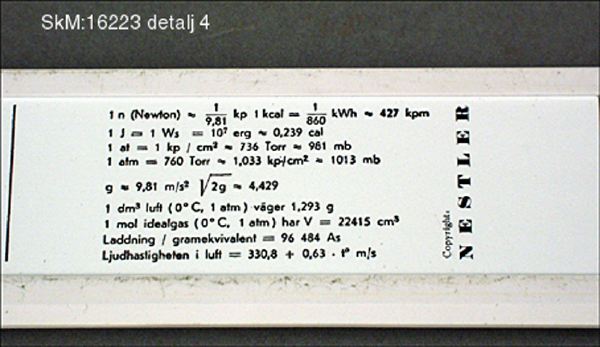 SkM:16223 detalj 4
1 n (Newton) ≈ 1/9,81 kp 1 kcal = 1/860 kWh ≈ 427 kpm
1 J = 1 Ws = 10⁷ erg ≈ 0,239 cal
1 at = 1 kp / cm² ≈ 736 Torr ≈ 981 mb
1 atm = 760 Torr ≈ 1,033 kp/cm² ≈ 1013 mb
g ≈ 9,81 m/s² √2g ≈ 4,429
1 dm³ luft (0°C, 1 atm) väger 1,293 g
1 mol idealgas (0°C, 1 atm) har V = 22415 cm³
Laddning / gramekvivalent = 96 484 As
Ljudhastigheten i luft = 330,8 + 0,63 · t° m/s
Copyright:
NESTLER